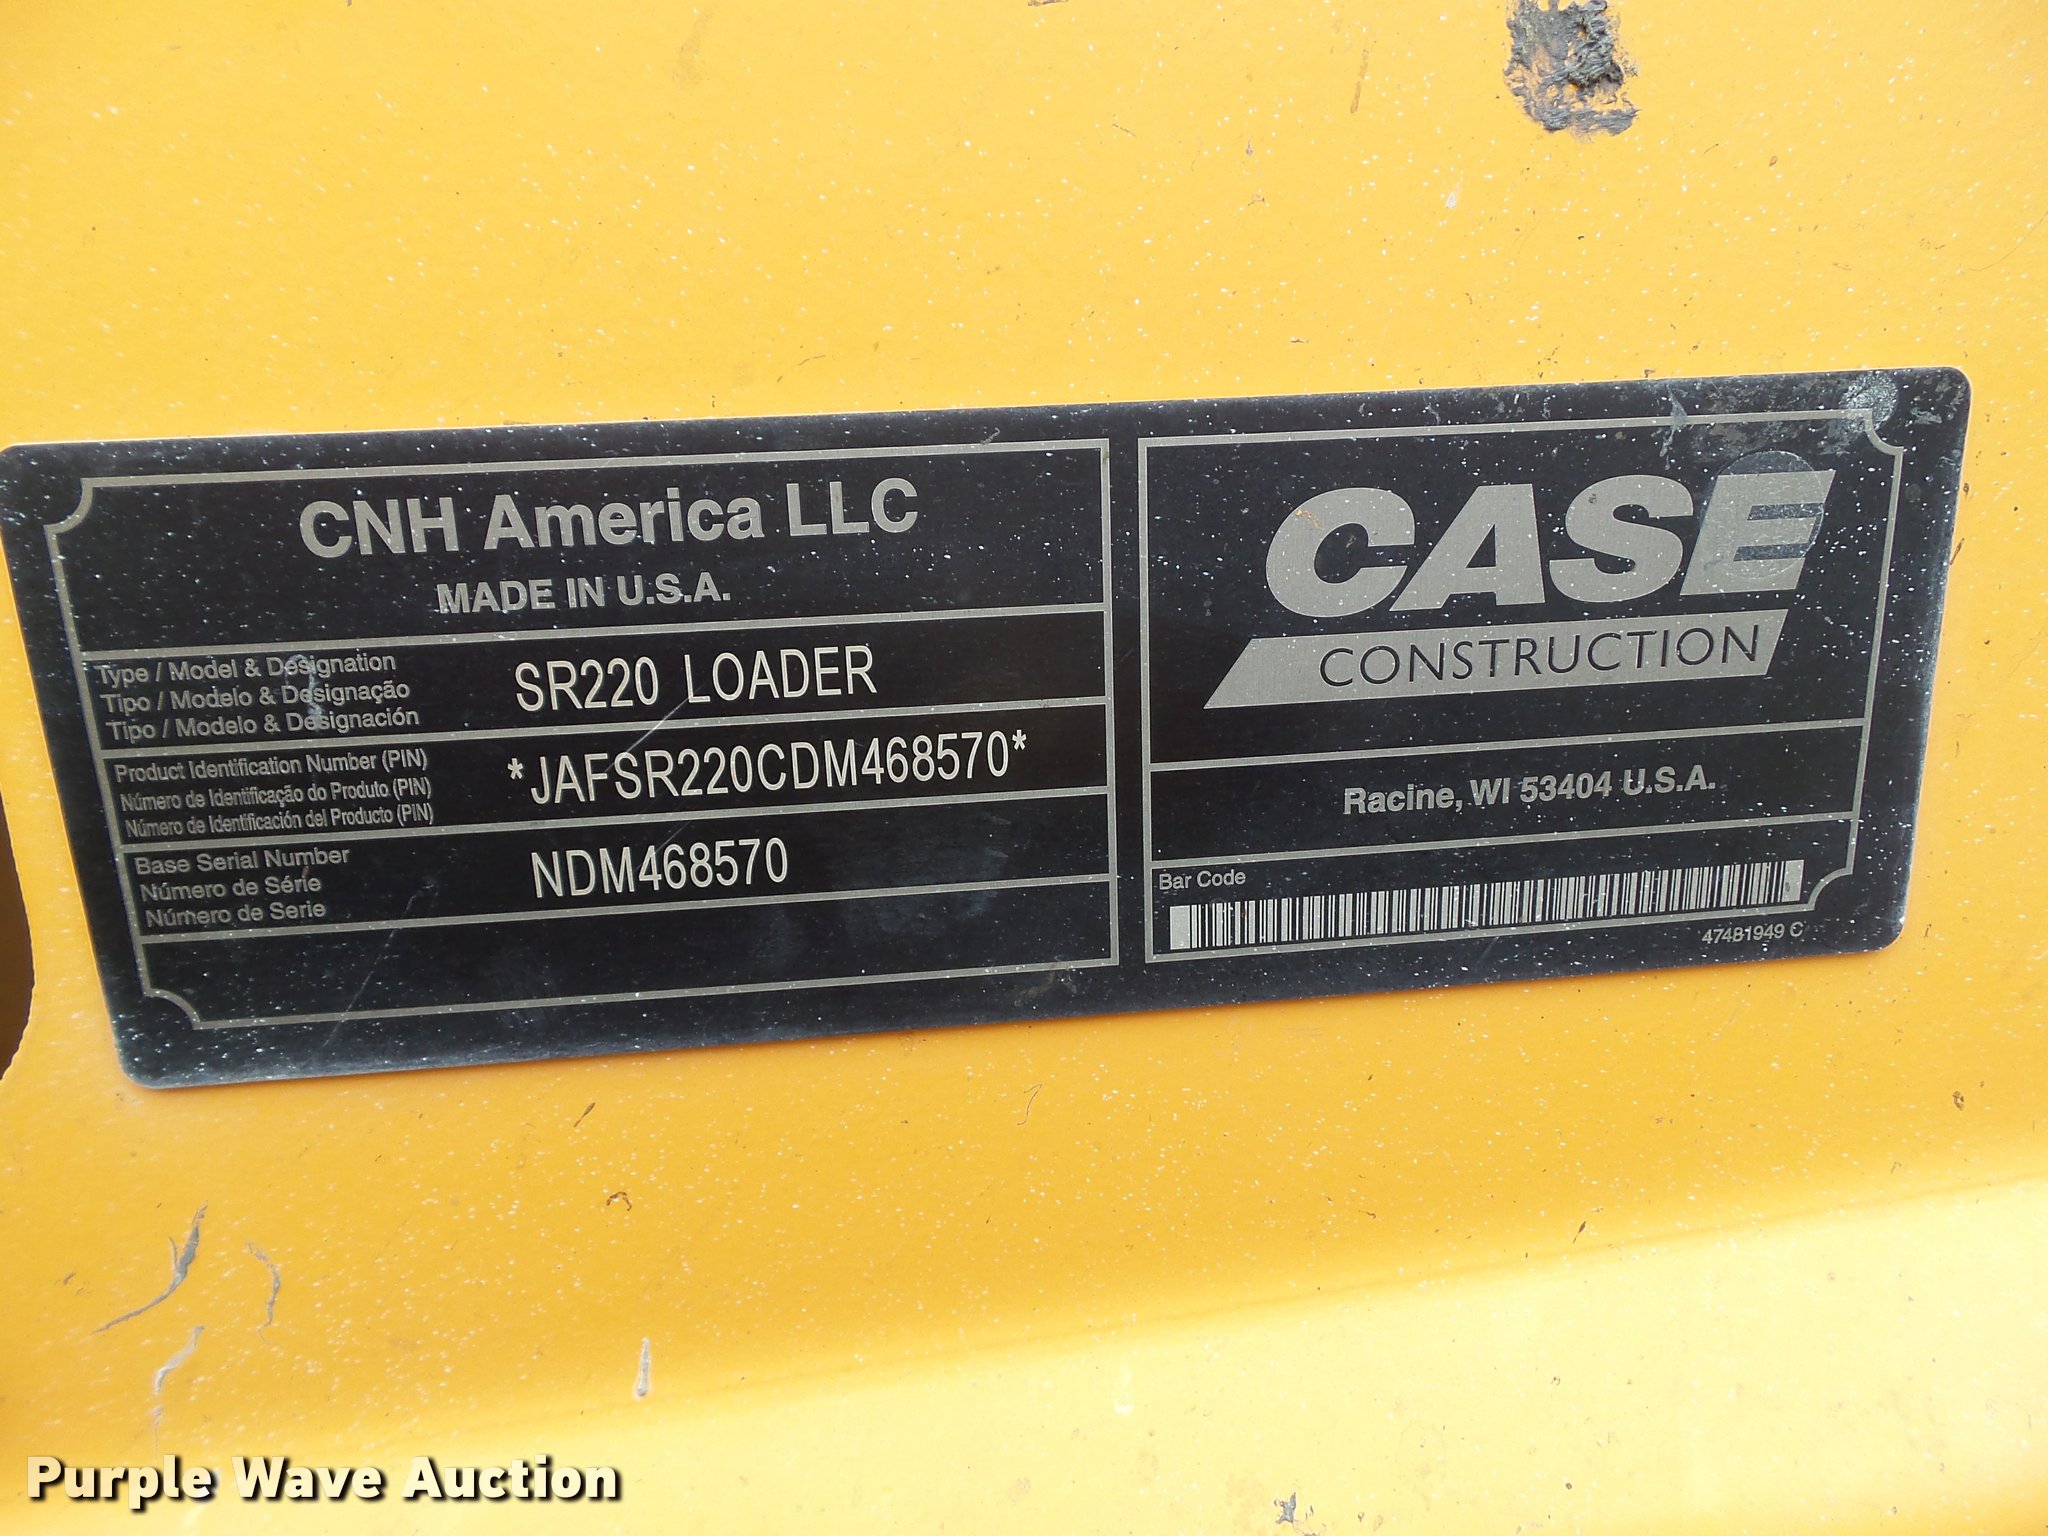 CNH America LLC
MADE IN U.S.A.
Type / Model & Designation
Tipo / Modelo & Designação
Tipo / Modelo & Designación
SR220 LOADER
Product Identification Number (PIN)
Número de Identificação do Produto (PIN)
Número de Identificación del Producto (PIN)
*JAFSR220CDM468570*
Base Serial Number
Número de Série
Número de Serie
NDM468570
CASE
CONSTRUCTION
Racine, WI 53404 U.S.A.
Bar Code
47481949 C
Purple Wave Auction